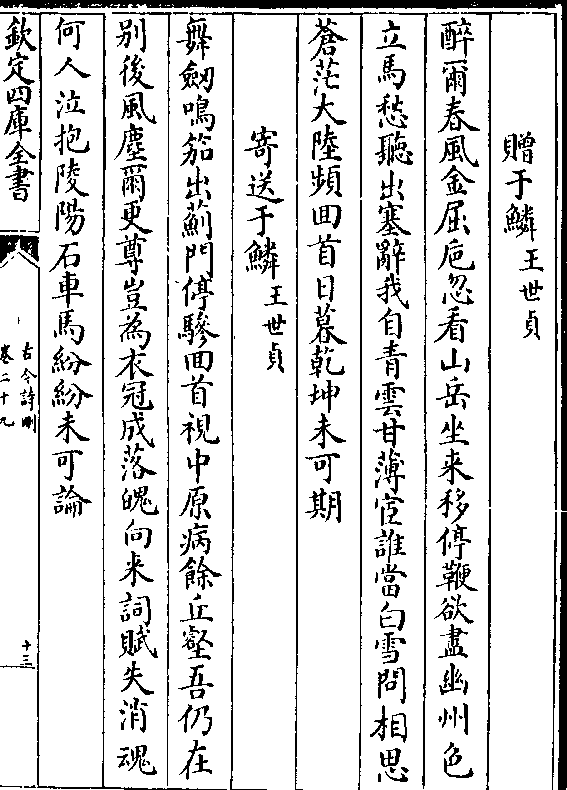 贈于鱗王世貞
醉爾春風金屈巵忽看山岳坐来移停鞭欲盡幽州色
立馬愁聽出塞辭我自青雲甘薄宦誰當白雪問相思
蒼茫大陸頻回首日暮乾坤未可期
寄送于鱗王世貞
舞劒鳴笳出薊門停驂回首視中原病餘丘壑吾仍在
别後風塵爾更尊豈為衣冠成落魄向来詞賦失消魂
何人泣抱陵陽石車馬紛紛未可論
欽定四庫全書
古今詩刪
卷二十九
十三